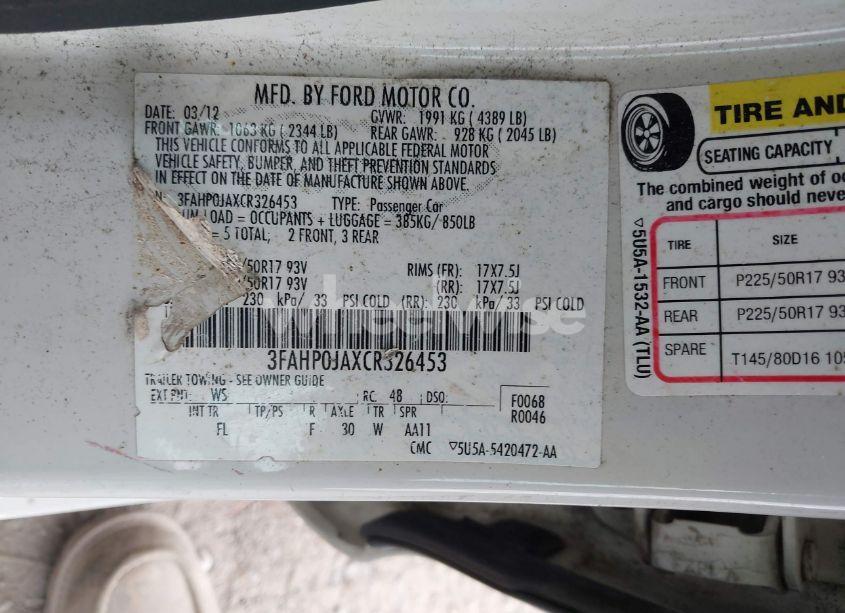 MFD. BY FORD MOTOR CO.
DATE: 03/12 GVWR: 1991 KG ( 4389 LB)
FRONT GAWR: 1063 KG ( 2344 LB) REAR GAWR: 928 KG ( 2045 LB)
THIS VEHICLE CONFORMS TO ALL APPLICABLE FEDERAL MOTOR
VEHICLE SAFETY, BUMPER, AND THEFT PREVENTION STANDARDS
IN EFFECT ON THE DATE OF MANUFACTURE SHOWN ABOVE.
3FAHP0JAXCR326453 TYPE: Passenger Car
LOAD = OCCUPANTS + LUGGAGE = 385KG/ 850LB
= 5 TOTAL; 2 FRONT, 3 REAR
/50R17 93V RIMS (FR): 17X7.5J
/50R17 93V (RR): 17X7.5J
230 kPa/ 33 PSI COLD (RR): 230 kPa/ 33 PSI COLD
3FAHP0JAXCR326453
TRAILER TOWING - SEE OWNER GUIDE
EXT PNT: WS RC: 48 DSO:
F0068
R0046
INT TR TP/PS R AXLE TR SPR
FL F 30 W AA11
CMC ▽5U5A-5420472-AA
wheelwise
TIRE AND
SEATING CAPACITY
The combined weight of oc
and cargo should never
TIRE SIZE
FRONT P225/50R17 93
REAR P225/50R17 93
SPARE T145/80D16 105
▽5U5A-1532-AA (TLU)